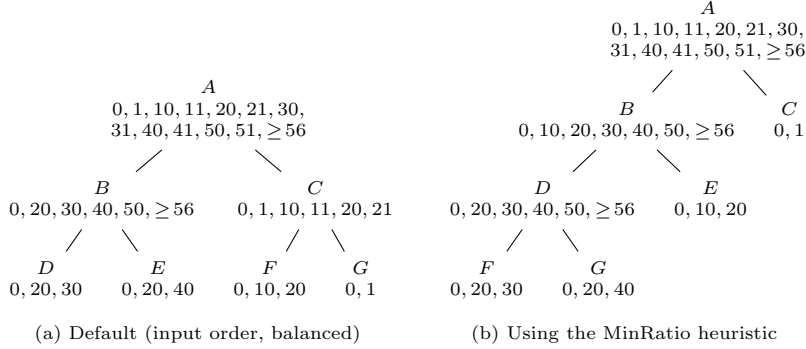 A
0, 1, 10, 11, 20, 21, 30,
31, 40, 41, 50, 51, ≥ 56
B
0, 20, 30, 40, 50, ≥ 56
C
0, 1, 10, 11, 20, 21
D
0, 20, 30
E
0, 20, 40
F
0, 10, 20
G
0, 1
(a) Default (input order, balanced)
A
0, 1, 10, 11, 20, 21, 30,
31, 40, 41, 50, 51, ≥ 56
B
0, 10, 20, 30, 40, 50, ≥ 56
C
0, 1
D
0, 20, 30, 40, 50, ≥ 56
E
0, 10, 20
F
0, 20, 30
G
0, 20, 40
(b) Using the MinRatio heuristic